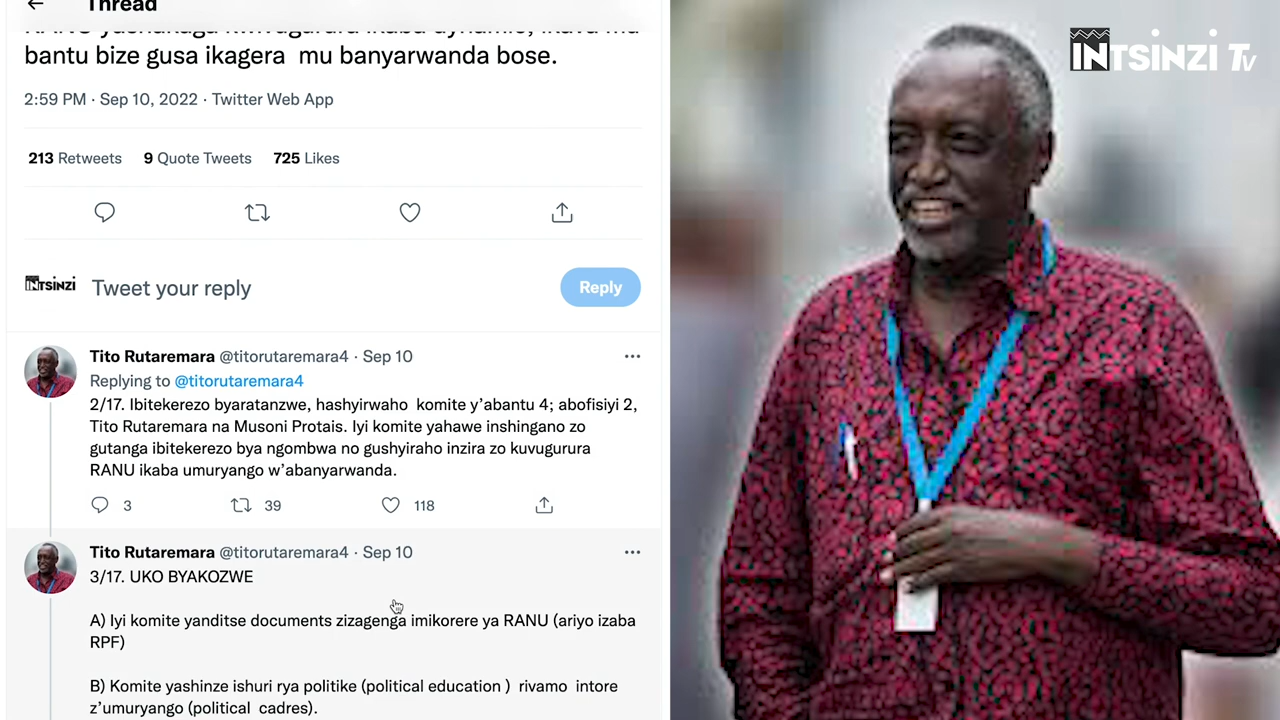 Thread
bantu bize gusa ikagera mu banyarwanda bose.
2:59 PM · Sep 10, 2022 · Twitter Web App
213 Retweets 9 Quote Tweets 725 Likes
INTSINZI
Tweet your reply
Reply
Tito Rutaremara @titorutaremara4 · Sep 10
Replying to @titorutaremara4
2/17. Ibitekerezo byaratanzwe, hashyirwaho komite y’abantu 4; abofisiyi 2,
Tito Rutaremara na Musoni Protais. Iyi komite yahawe inshingano zo
gutanga ibitekerezo bya ngombwa no gushyiraho inzira zo kuvugurura
RANU ikaba umuryango w’abanyarwanda.
3 39 118
Tito Rutaremara @titorutaremara4 · Sep 10
3/17. UKO BYAKOZWE
A) Iyi komite yanditse documents zizagenga imikorere ya RANU (ariyo izaba
RPF)
B) Komite yashinze ishuri rya politike (political education ) rivamo intore
z’umuryango (political cadres).
INTSINZI TV